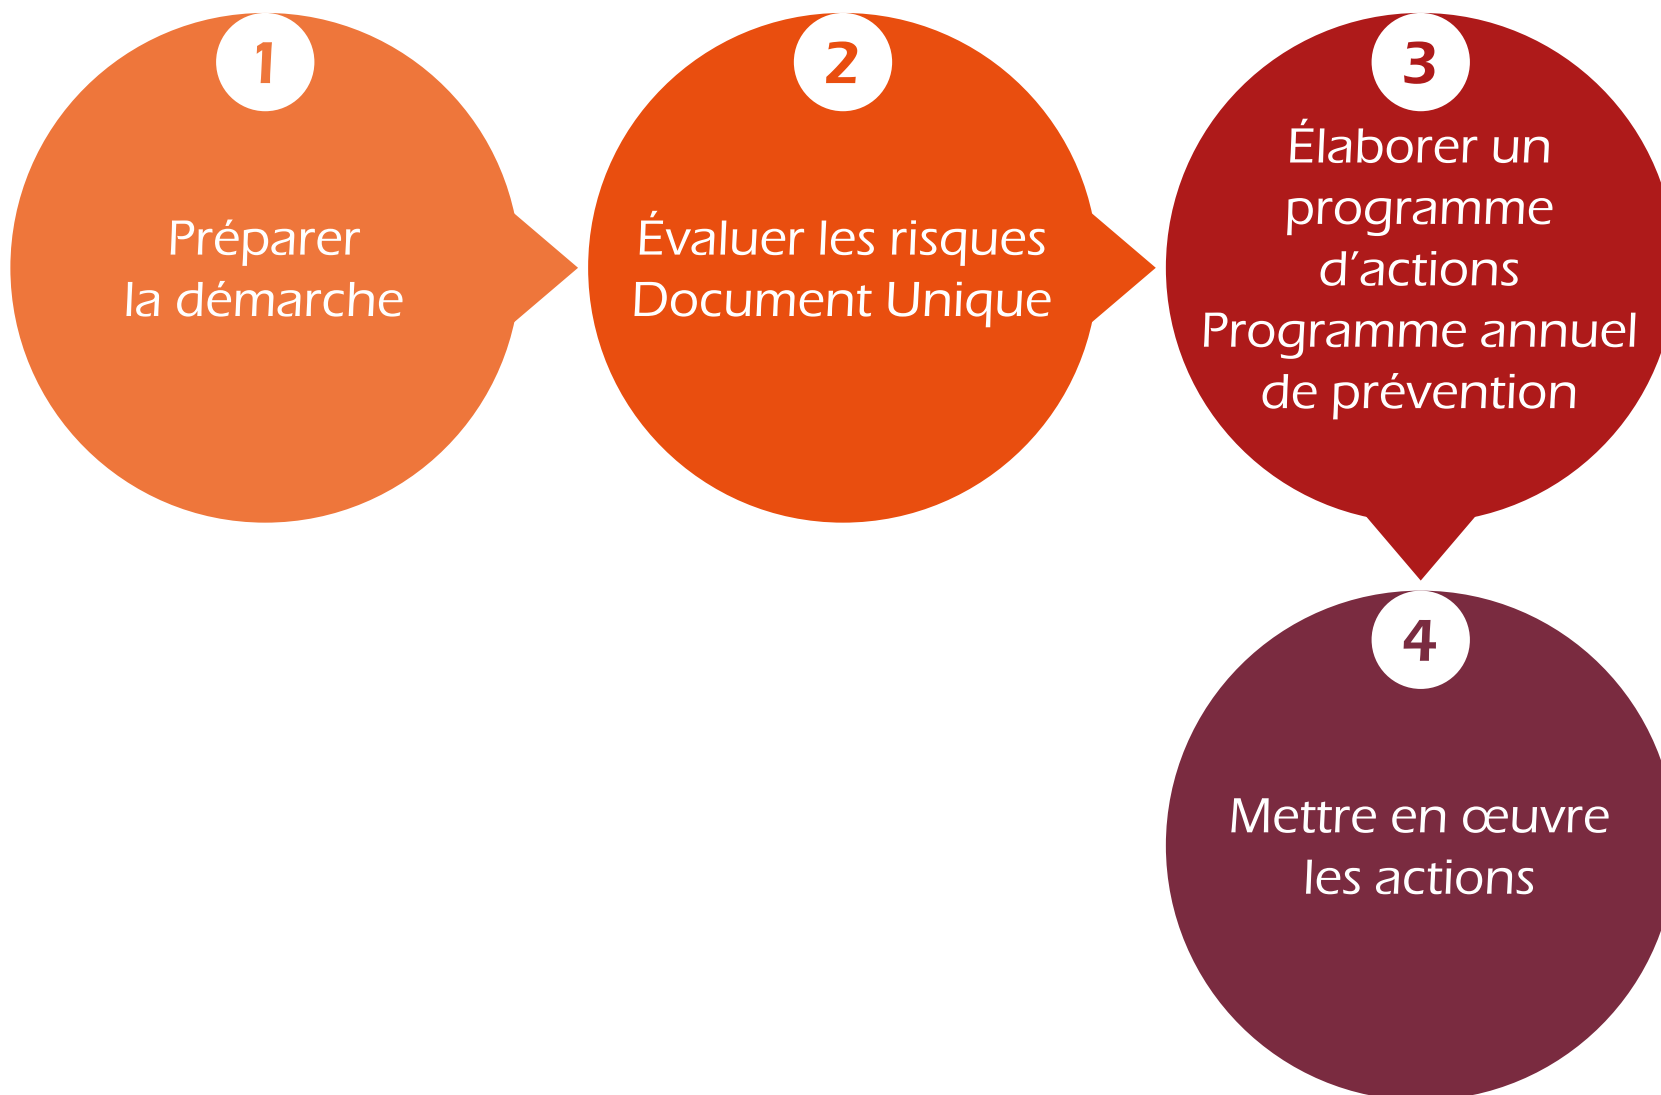 1
Préparer
la démarche
2
Évaluer les risques
Document Unique
3
Élaborer un
programme
d’actions
Programme annuel
de prévention
4
Mettre en œuvre
les actions